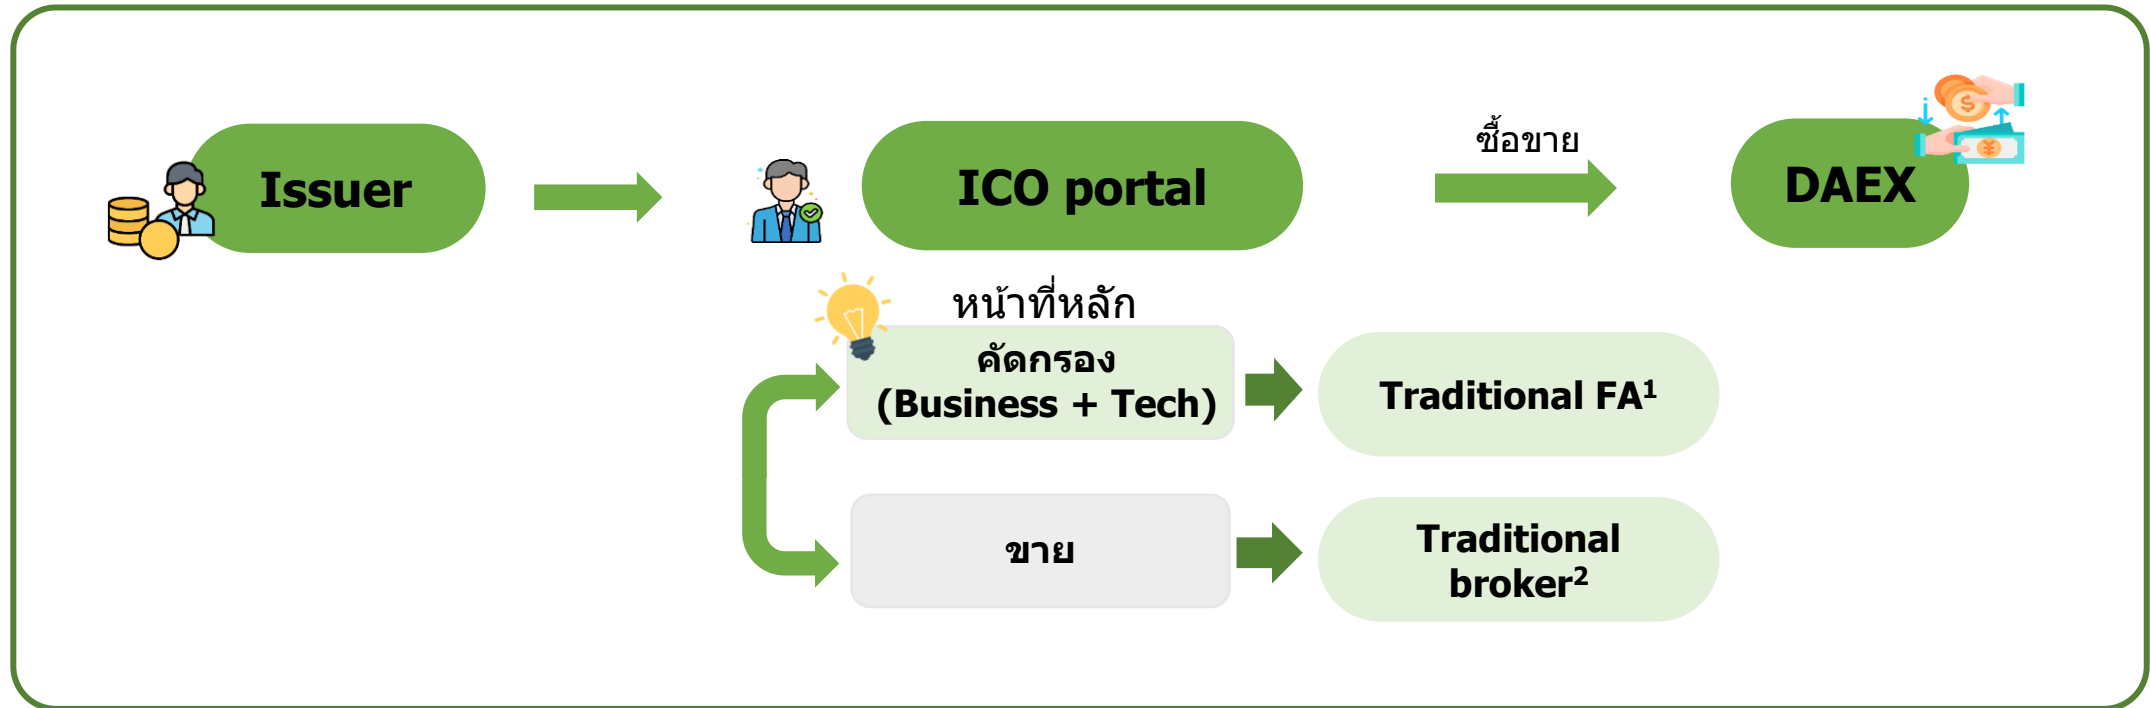 Issuer
ICO portal
ซื้อขาย
DAEX
หน้าที่หลัก
คัดกรอง
(Business + Tech)
Traditional FA¹
ขาย
Traditional
broker²